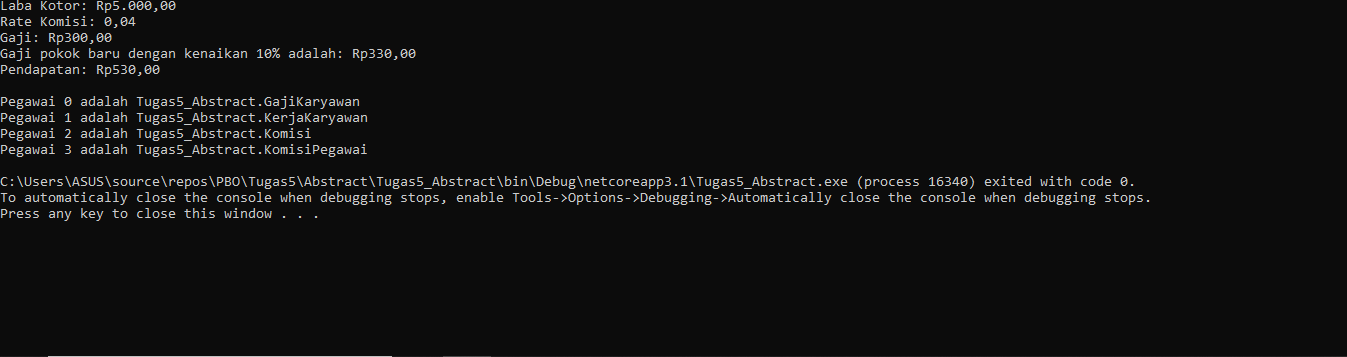 Laba Kotor: Rp5.000,00
Rate Komisi: 0,04
Gaji: Rp300,00
Gaji pokok baru dengan kenaikan 10% adalah: Rp330,00
Pendapatan: Rp530,00
Pegawai 0 adalah Tugas5_Abstract.GajiKaryawan
Pegawai 1 adalah Tugas5_Abstract.KerjaKaryawan
Pegawai 2 adalah Tugas5_Abstract.Komisi
Pegawai 3 adalah Tugas5_Abstract.KomisiPegawai
C:\Users\ASUS\source\repos\PBO\Tugas5\Abstract\Tugas5_Abstract\bin\Debug\netcoreapp3.1\Tugas5_Abstract.exe (process 16340) exited with code 0.
To automatically close the console when debugging stops, enable Tools->Options->Debugging->Automatically close the console when debugging stops.
Press any key to close this window . . .